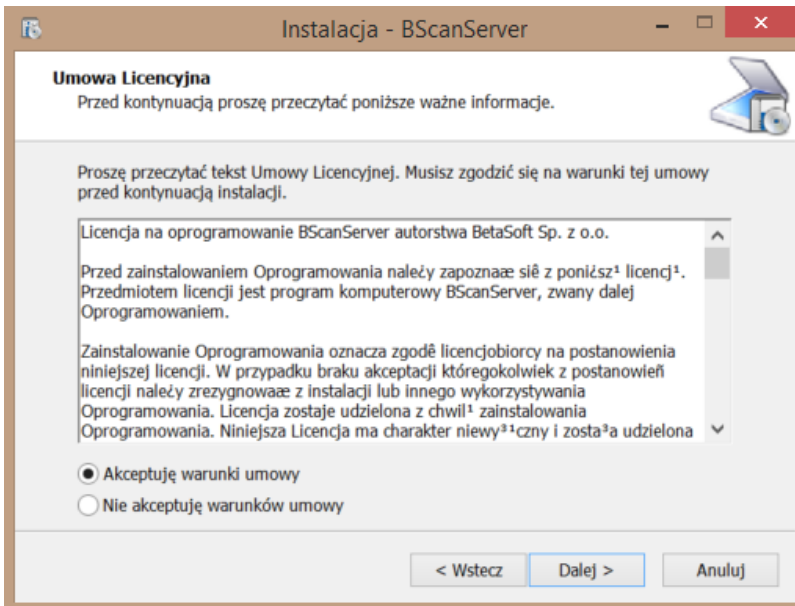 Instalacja - BScanServer
Umowa Licencyjna
Przed kontynuacją proszę przeczytać poniższe ważne informacje.
Proszę przeczytać tekst Umowy Licencyjnej. Musisz zgodzić się na warunki tej umowy
przed kontynuacją instalacji.
Licencja na oprogramowanie BScanServer autorstwa BetaSoft Sp. z o.o.
Przed zainstalowaniem Oprogramowania nale¿y zapoznaæ siê z poni¿sz¹ licencj¹.
Przedmiotem licencji jest program komputerowy BScanServer, zwany dalej
Oprogramowaniem.
Zainstalowanie Oprogramowania oznacza zgodê licencjobiorcy na postanowienia
niniejszej licencji. W przypadku braku akceptacji któregokolwiek z postanowieñ
licencji nale¿y zrezygnowaæ z instalacji lub innego wykorzystywania
Oprogramowania. Licencja zostaje udzielona z chwil¹ zainstalowania
Oprogramowania. Niniejsza Licencja ma charakter niewy³¹czny i zosta³a udzielona
Akceptuję warunki umowy
Nie akceptuję warunków umowy
< Wstecz
Dalej >
Anuluj